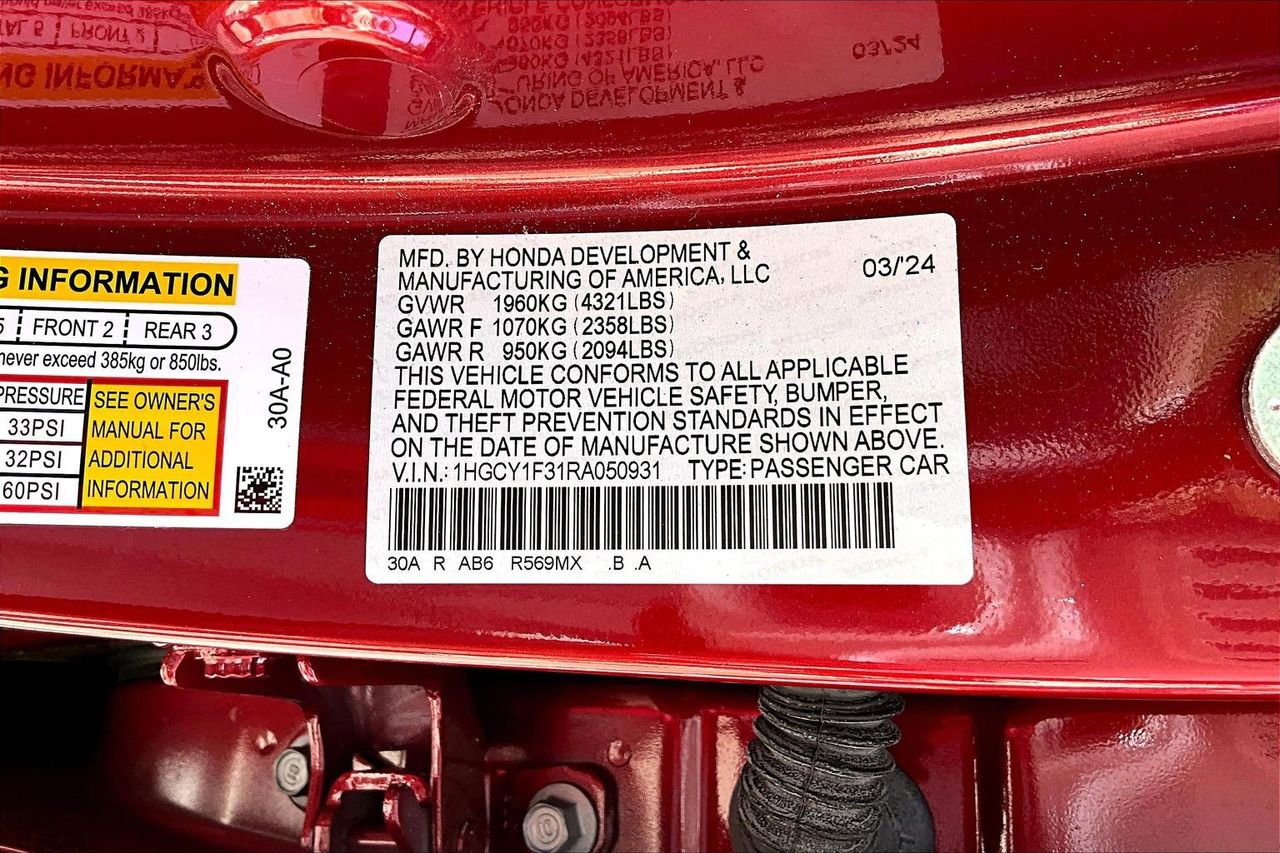 G INFORMATION
5 FRONT 2 REAR 3
never exceed 385kg or 850lbs.
PRESSURE
33PSI
32PSI
60PSI
SEE OWNER'S
MANUAL FOR
ADDITIONAL
INFORMATION
30A-A0
MFD. BY HONDA DEVELOPMENT &
MANUFACTURING OF AMERICA, LLC 03/'24
GVWR 1960KG (4321LBS)
GAWR F 1070KG (2358LBS)
GAWR R 950KG (2094LBS)
THIS VEHICLE CONFORMS TO ALL APPLICABLE
FEDERAL MOTOR VEHICLE SAFETY, BUMPER,
AND THEFT PREVENTION STANDARDS IN EFFECT
ON THE DATE OF MANUFACTURE SHOWN ABOVE.
V.I.N.: 1HGCY1F31RA050931 TYPE: PASSENGER CAR
30A R AB6 R569MX .B .A